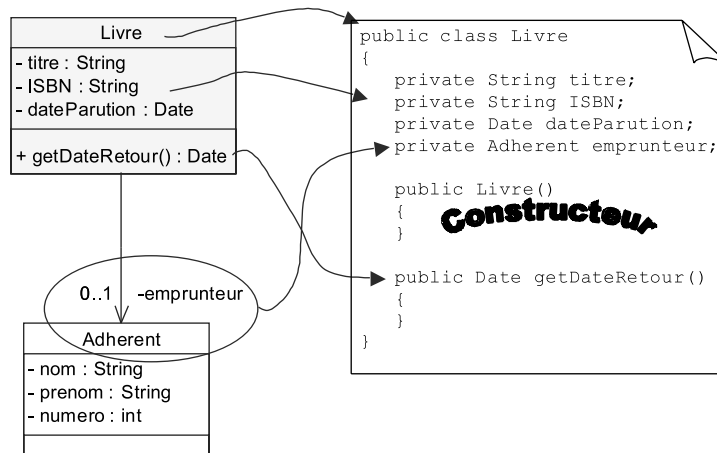 Livre
- titre : String
- ISBN : String
- dateParution : Date
+ getDateRetour() : Date
0..1 -emprunteur
Adherent
- nom : String
- prenom : String
- numero : int
public class Livre
{
private String titre;
private String ISBN;
private Date dateParution;
private Adherent emprunteur;
public Livre()
{
Constructeur
}
public Date getDateRetour()
{
}
}